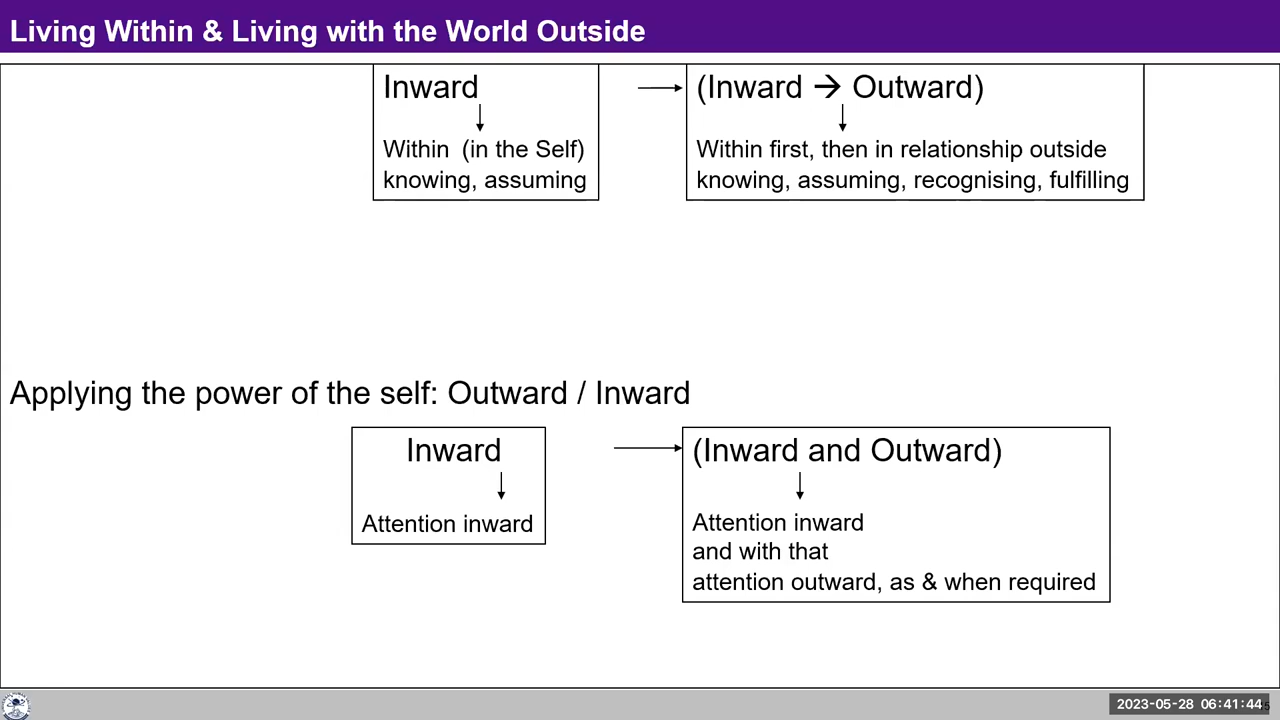 Living Within & Living with the World Outside
Inward
(Inward → Outward)
Within (in the Self)
knowing, assuming
Within first, then in relationship outside
knowing, assuming, recognising, fulfilling
Applying the power of the self: Outward / Inward
Inward
(Inward and Outward)
Attention inward
Attention inward
and with that
attention outward, as & when required
2023-05-28 06:41:44